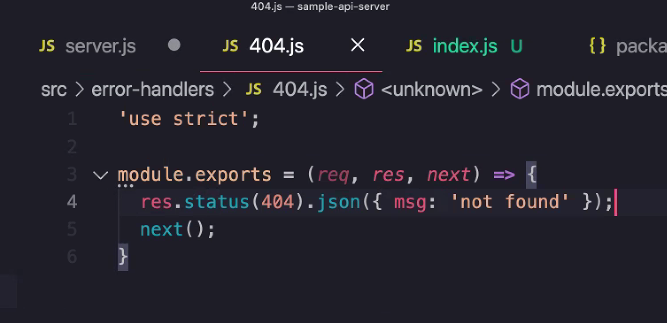 404.js — sample-api-server
JS server.js JS 404.js JS index.js U {} packa
src > error-handlers > JS 404.js > <unknown> > module.exports
1 'use strict';
2
3 module.exports = (req, res, next) => {
4 res.status(404).json({ msg: 'not found' });
5 next();
6 }